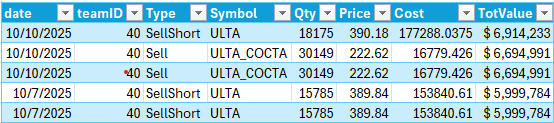 date teamID Type Symbol Qty Price Cost TotValue
10/10/2025 40 SellShort ULTA 18175 390.18 177288.0375 $ 6,914,233
10/10/2025 40 Sell ULTA_COCTA 30149 222.62 16779.426 $ 6,694,991
10/10/2025 40 Sell ULTA_COCTA 30149 222.62 16779.426 $ 6,694,991
10/7/2025 40 SellShort ULTA 15785 389.84 153840.61 $ 5,999,784
10/7/2025 40 SellShort ULTA 15785 389.84 153840.61 $ 5,999,784